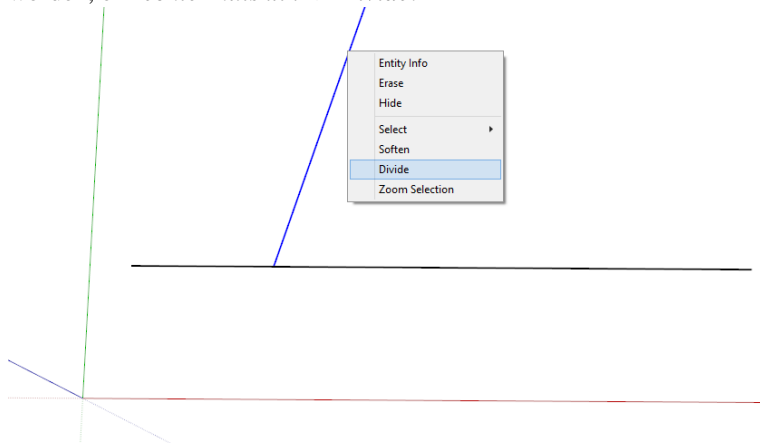 Entity Info
Erase
Hide
Select
Soften
Divide
Zoom Selection